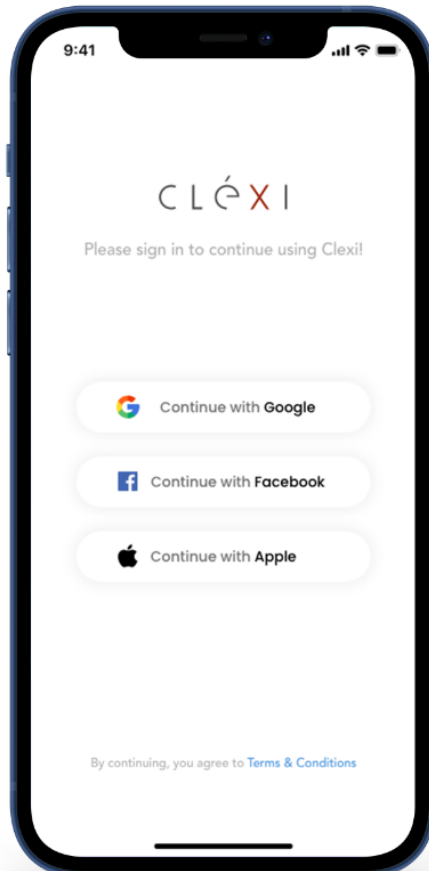 9:41
CLéXI
Please sign in to continue using Clexi!
Continue with Google
Continue with Facebook
Continue with Apple
By continuing, you agree to Terms & Conditions